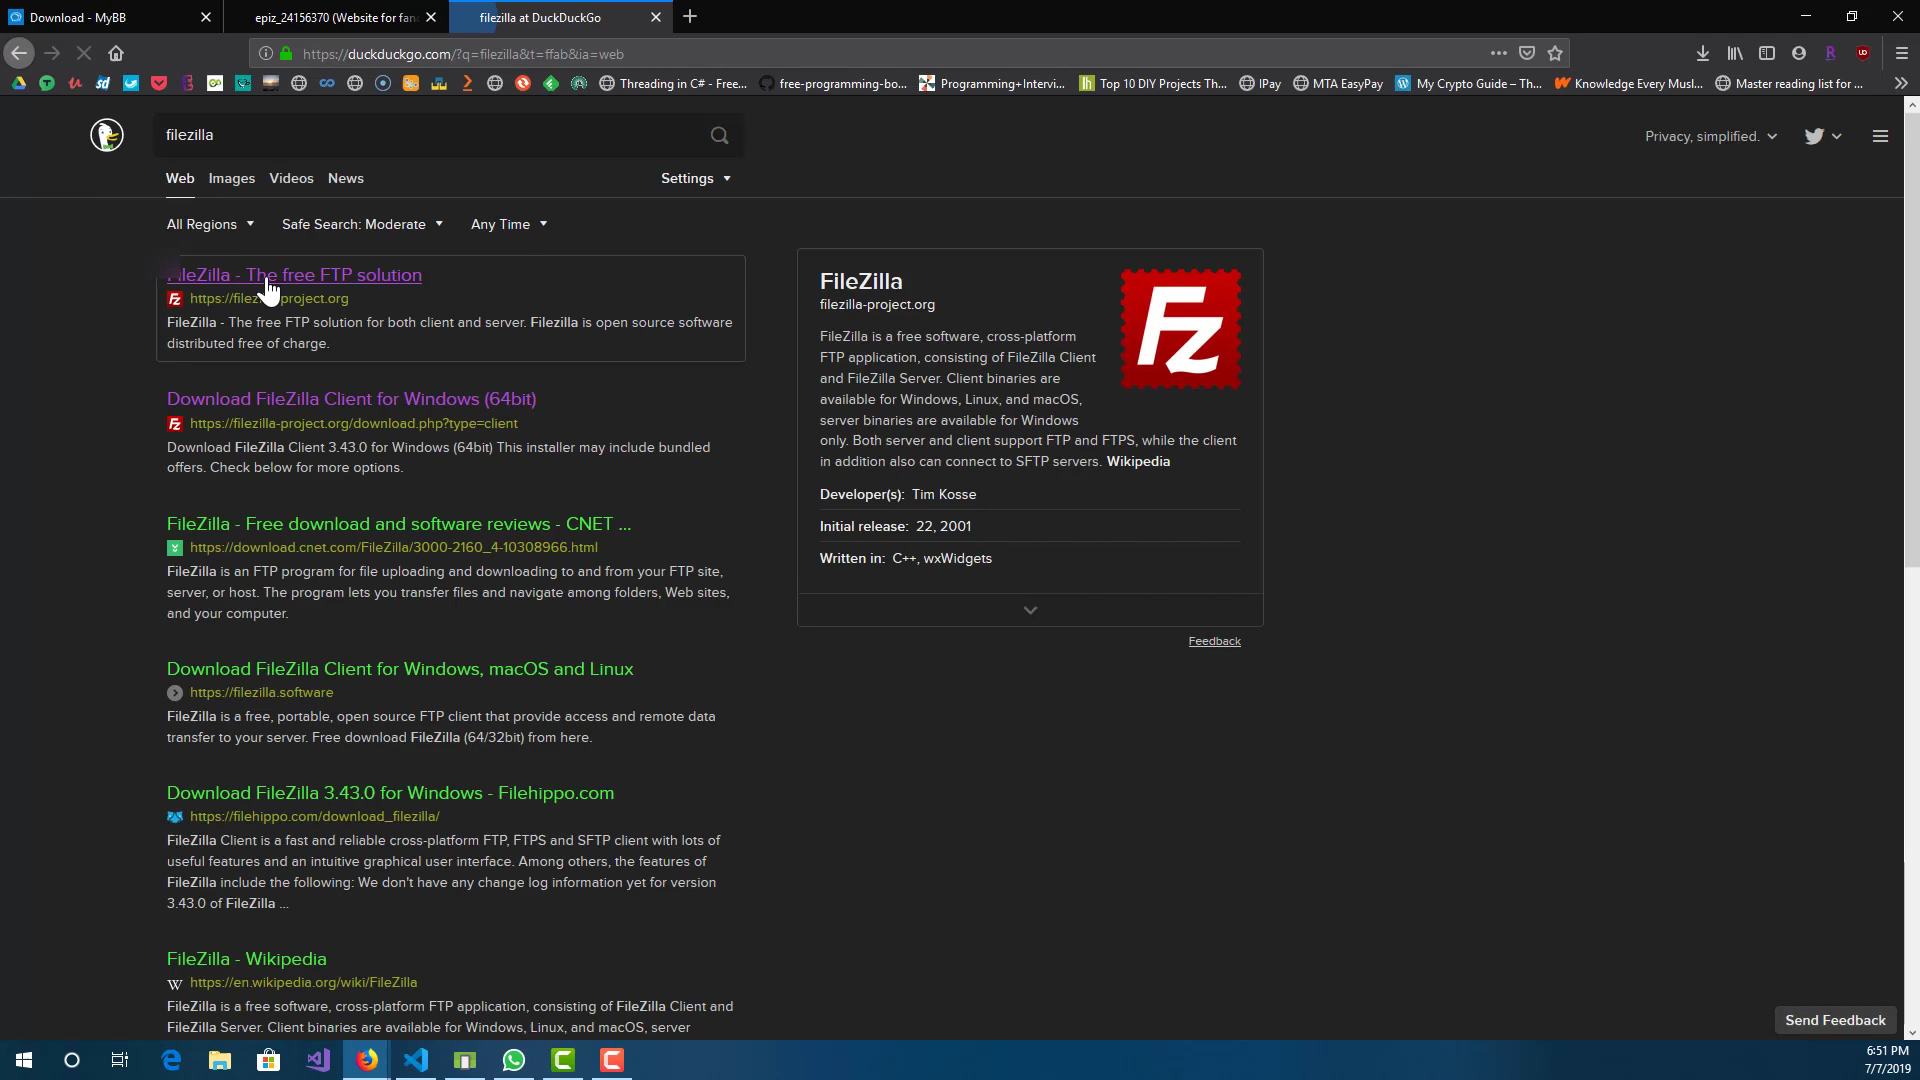 Download - MyBB
epiz_24156370 (Website for fan
filezilla at DuckDuckGo
https://duckduckgo.com/?q=filezilla&t=ffab&ia=web
Threading in C# - Free...
free-programming-bo...
Programming+Intervi...
Top 10 DIY Projects Th...
IPay
MTA EasyPay
My Crypto Guide – Th...
Knowledge Every Musl...
Master reading list for ...
filezilla
Privacy, simplified.
Web Images Videos News
Settings
All Regions
Safe Search: Moderate
Any Time
FileZilla - The free FTP solution
https://filezilla-project.org
FileZilla - The free FTP solution for both client and server. Filezilla is open source software
distributed free of charge.
Download FileZilla Client for Windows (64bit)
https://filezilla-project.org/download.php?type=client
Download FileZilla Client 3.43.0 for Windows (64bit) This installer may include bundled
offers. Check below for more options.
FileZilla - Free download and software reviews - CNET ...
https://download.cnet.com/FileZilla/3000-2160_4-10308966.html
FileZilla is an FTP program for file uploading and downloading to and from your FTP site,
server, or host. The program lets you transfer files and navigate among folders, Web sites,
and your computer.
Download FileZilla Client for Windows, macOS and Linux
https://filezilla.software
FileZilla is a free, portable, open source FTP client that provide access and remote data
transfer to your server. Free download FileZilla (64/32bit) from here.
Download FileZilla 3.43.0 for Windows - Filehippo.com
https://filehippo.com/download_filezilla/
FileZilla Client is a fast and reliable cross-platform FTP, FTPS and SFTP client with lots of
useful features and an intuitive graphical user interface. Among others, the features of
FileZilla include the following: We don't have any change log information yet for version
3.43.0 of FileZilla ...
FileZilla - Wikipedia
https://en.wikipedia.org/wiki/FileZilla
FileZilla is a free software, cross-platform FTP application, consisting of FileZilla Client and
FileZilla Server. Client binaries are available for Windows, Linux, and macOS, server
FileZilla
filezilla-project.org
Fz
FileZilla is a free software, cross-platform
FTP application, consisting of FileZilla Client
and FileZilla Server. Client binaries are
available for Windows, Linux, and macOS,
server binaries are available for Windows
only. Both server and client support FTP and FTPS, while the client
in addition also can connect to SFTP servers. Wikipedia
Developer(s): Tim Kosse
Initial release: 22, 2001
Written in: C++, wxWidgets
Feedback
Send Feedback
6:51 PM
7/7/2019